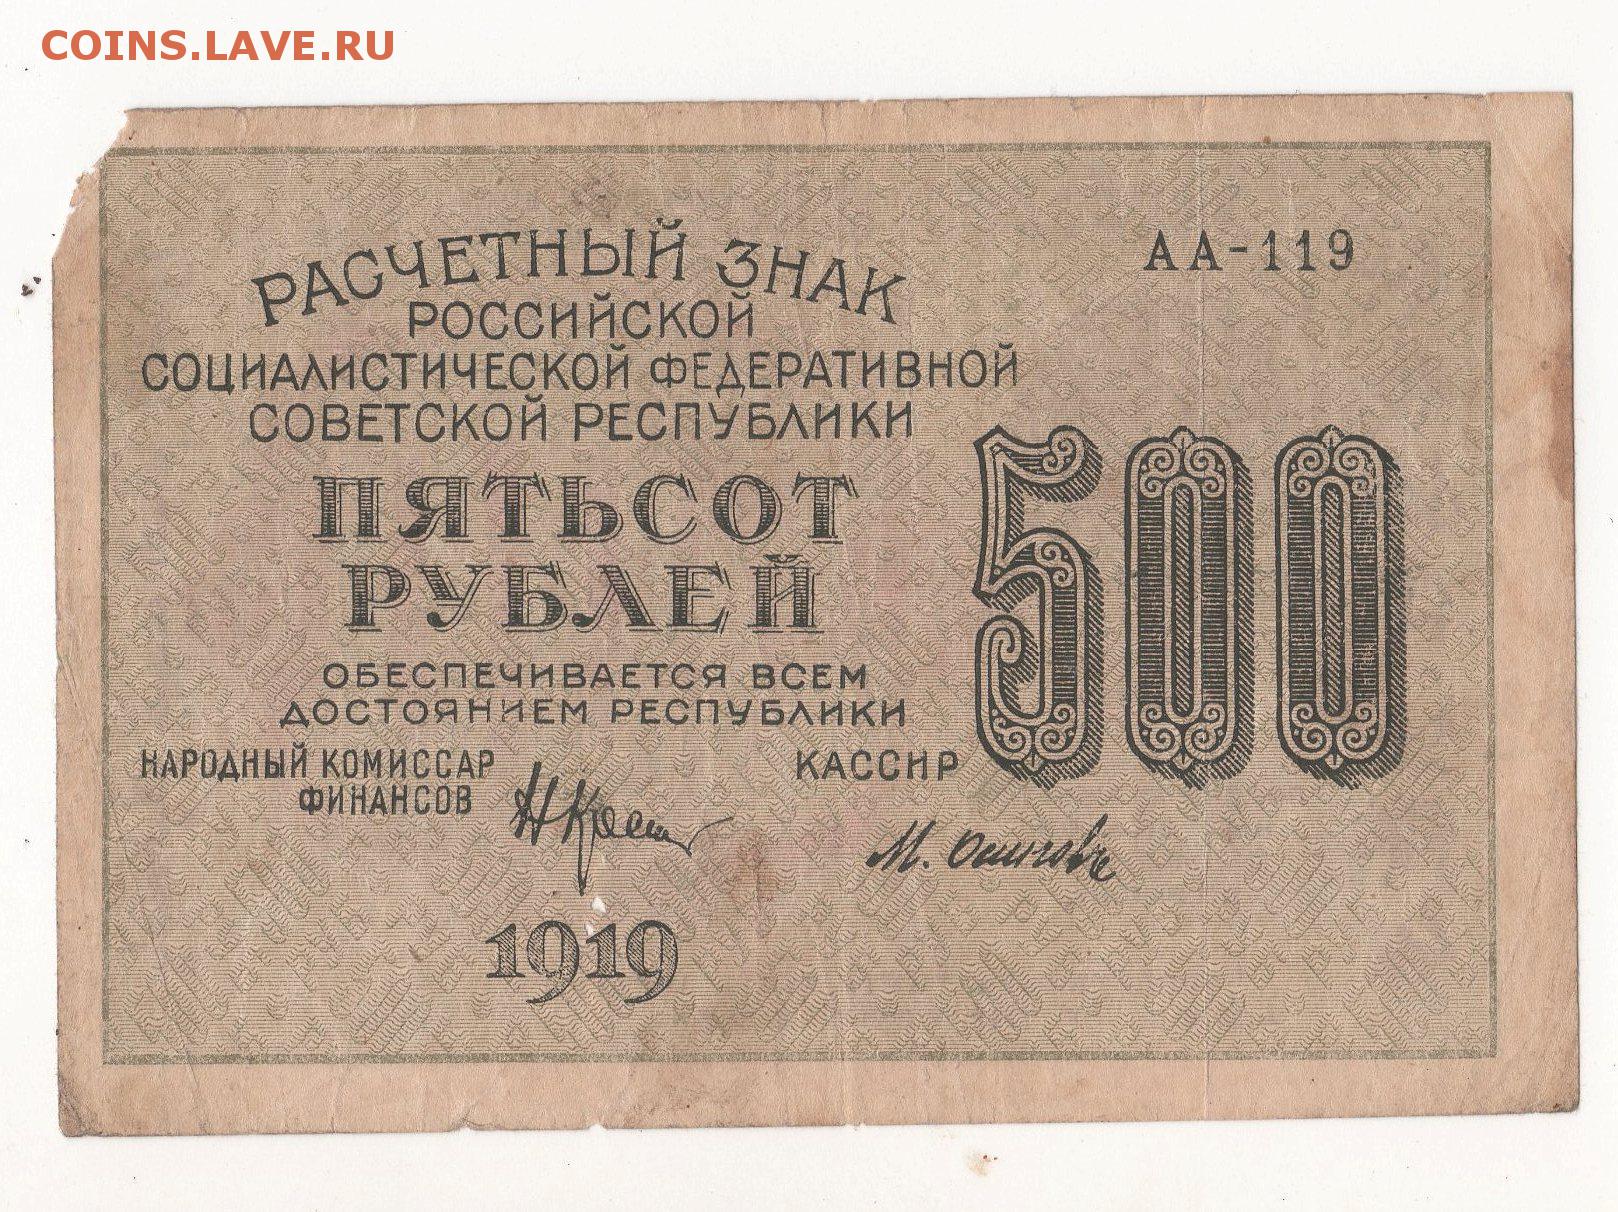 COINS.LAVE.RU
АА-119
РАСЧЕТНЫЙ ЗНАК
РОССИЙСКОЙ
СОЦИАЛИСТИЧЕСКОЙ ФЕДЕРАТИВНОЙ
СОВЕТСКОЙ РЕСПУБЛИКИ
ПЯТЬСОТ
РУБЛЕЙ
500
ОБЕСПЕЧИВАЕТСЯ ВСЕМ
ДОСТОЯНИЕМ РЕСПУБЛИКИ
НАРОДНЫЙ КОМИССАР
ФИНАНСОВ
КАССИР
М. Осиповъ
1919